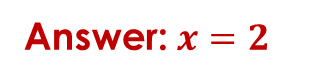 Answer: x = 2